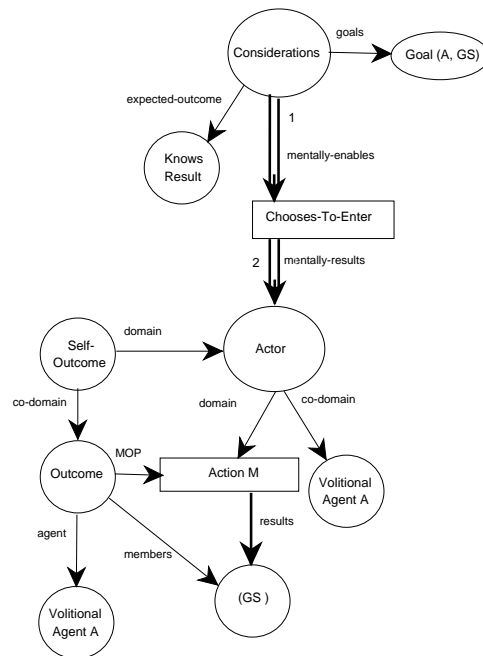 goals
Considerations
Goal (A, GS)
expected-outcome
1
Knows
Result
mentally-enables
Chooses-To-Enter
2
mentally-results
domain
Self-
Outcome
Actor
co-domain
domain
co-domain
MOP
Outcome
Action M
Volitional
Agent A
agent
members
results
(GS )
Volitional
Agent A